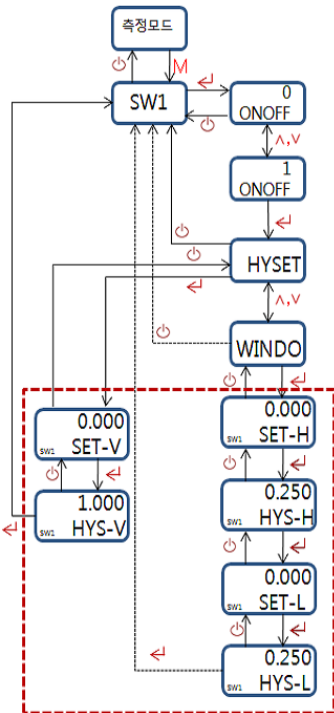 측정모드
M
SW1
0
ONOFF
∧,∨
1
ONOFF
HYSET
∧,∨
WINDO
0.000
SET-V
SW1
1.000
HYS-V
SW1
0.000
SET-H
SW1
0.250
HYS-H
SW1
0.000
SET-L
SW1
0.250
HYS-L
SW1